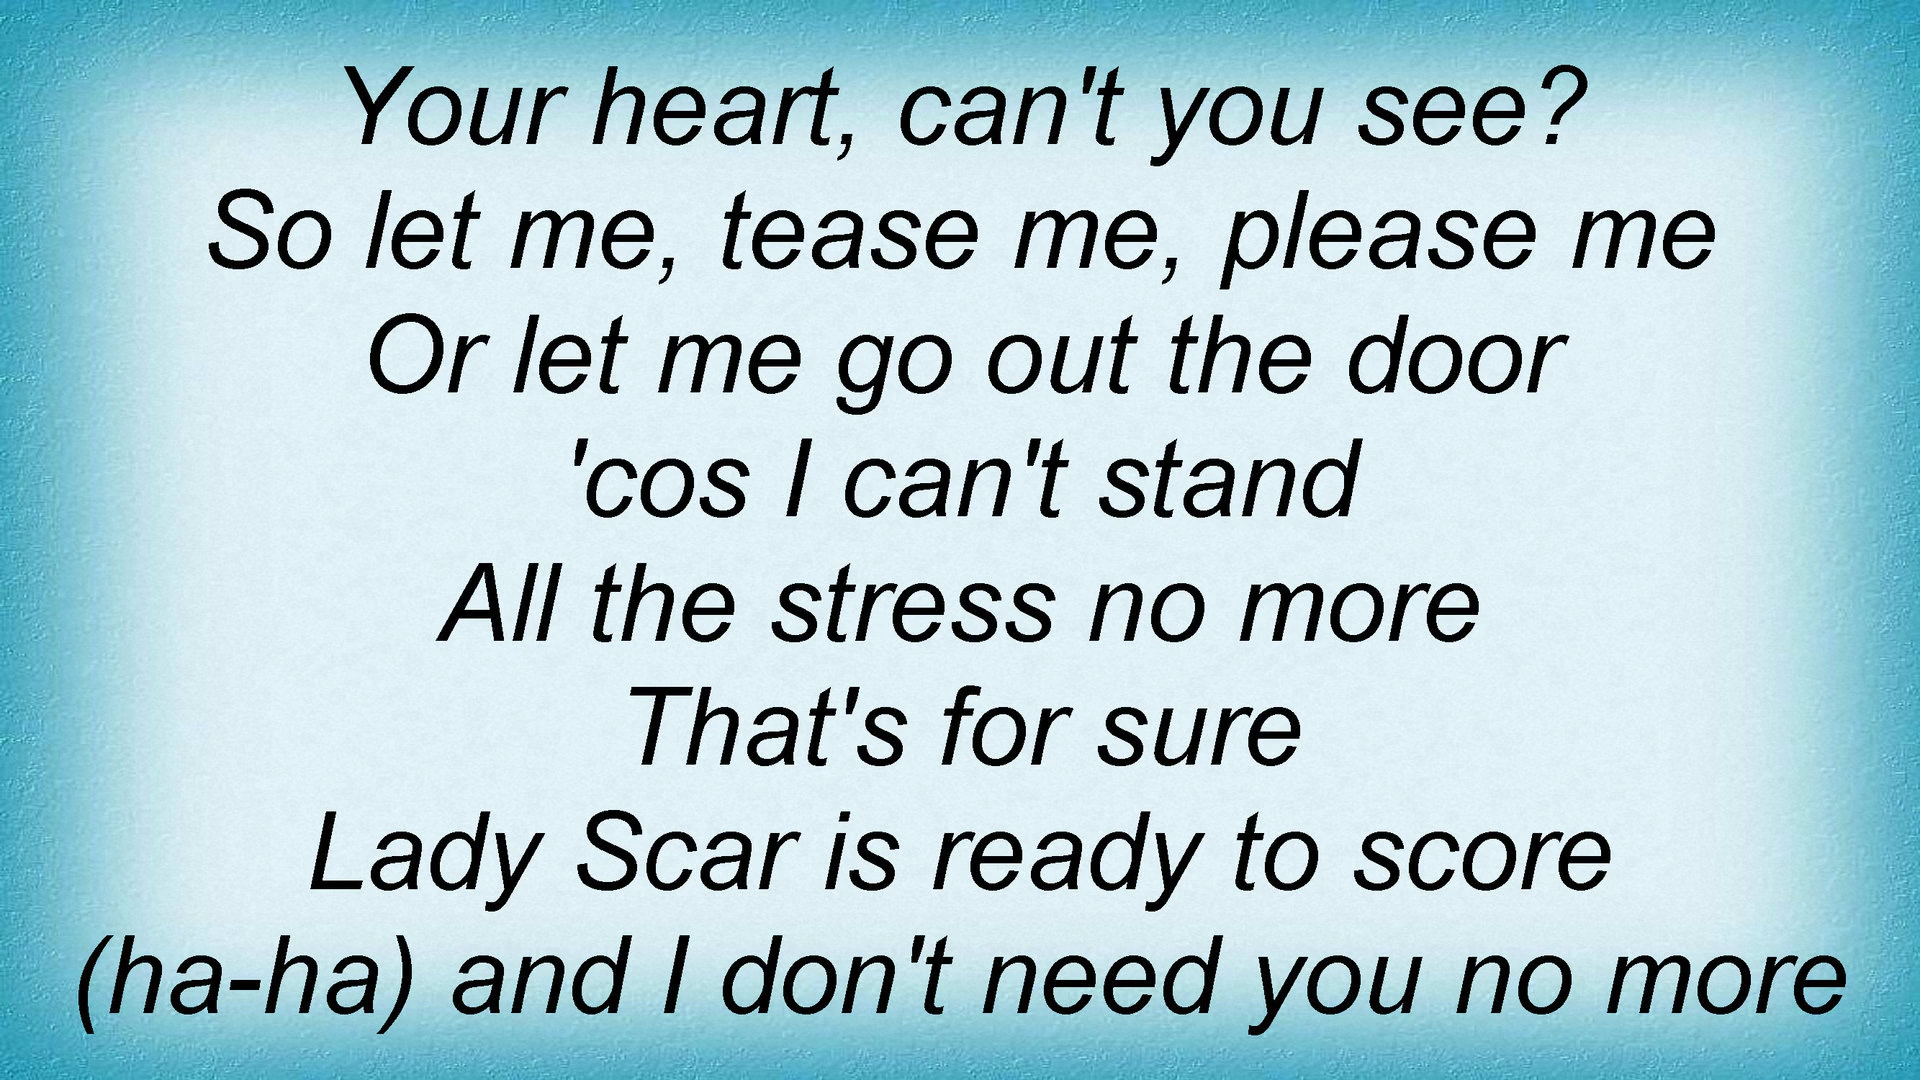 Your heart, can't you see?
So let me, tease me, please me
Or let me go out the door
'cos I can't stand
All the stress no more
That's for sure
Lady Scar is ready to score
(ha-ha) and I don't need you no more